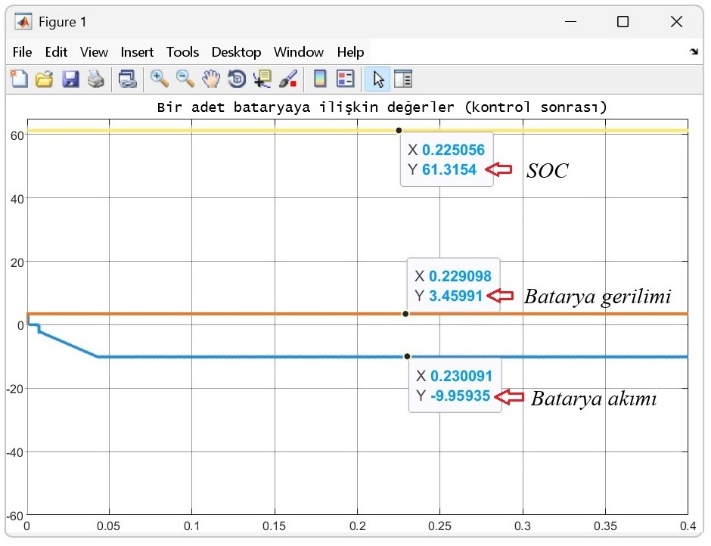 Figure 1
File Edit View Insert Tools Desktop Window Help
Bir adet bataryaya ilişkin değerler (kontrol sonrası)
60
X 0.225056
Y 61.3154
SOC
40
20
X 0.229098
Y 3.45991
Batarya gerilimi
0
X 0.230091
Y -9.95935
Batarya akımı
-20
-40
-60
0 0.05 0.1 0.15 0.2 0.25 0.3 0.35 0.4